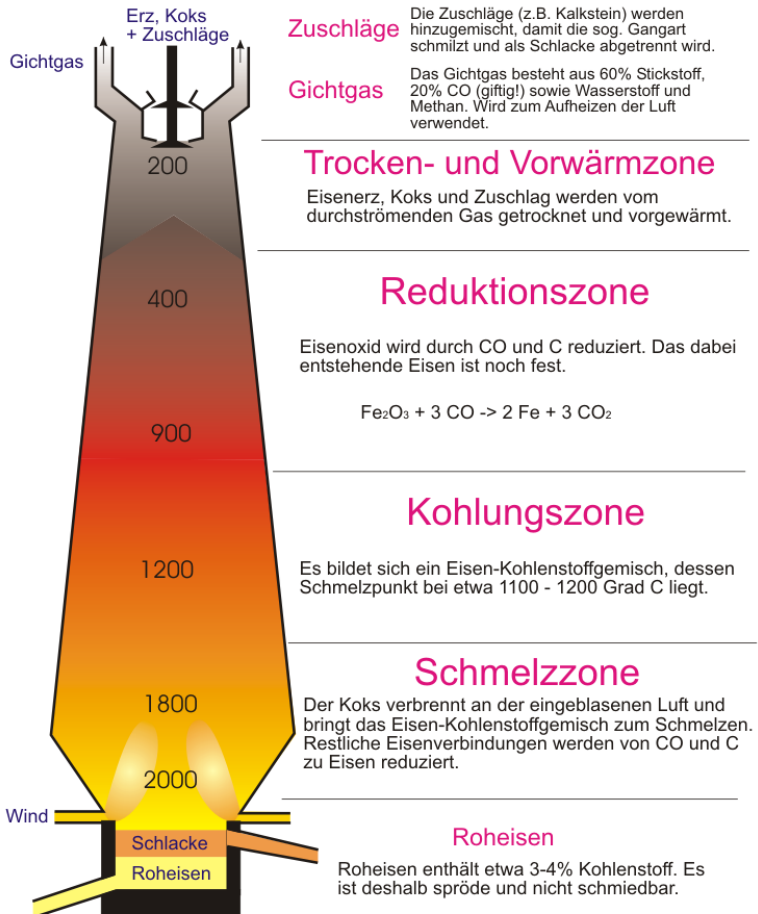 Erz, Koks
+ Zuschläge
Gichtgas
Zuschläge
Die Zuschläge (z.B. Kalkstein) werden
hinzugemischt, damit die sog. Gangart
schmilzt und als Schlacke abgetrennt wird.
Gichtgas
Das Gichtgas besteht aus 60% Stickstoff,
20% CO (giftig!) sowie Wasserstoff und
Methan. Wird zum Aufheizen der Luft
verwendet.
200
Trocken- und Vorwärmzone
Eisenerz, Koks und Zuschlag werden vom
durchströmenden Gas getrocknet und vorgewärmt.
400
Reduktionszone
Eisenoxid wird durch CO und C reduziert. Das dabei
entstehende Eisen ist noch fest.
Fe₂O₃ + 3 CO -> 2 Fe + 3 CO₂
900
Kohlungszone
1200
Es bildet sich ein Eisen-Kohlenstoffgemisch, dessen
Schmelzpunkt bei etwa 1100 - 1200 Grad C liegt.
Schmelzzone
1800
Der Koks verbrennt an der eingeblasenen Luft und
bringt das Eisen-Kohlenstoffgemisch zum Schmelzen.
Restliche Eisenverbindungen werden von CO und C
zu Eisen reduziert.
2000
Wind
Schlacke
Roheisen
Roheisen
Roheisen enthält etwa 3-4% Kohlenstoff. Es
ist deshalb spröde und nicht schmiedbar.